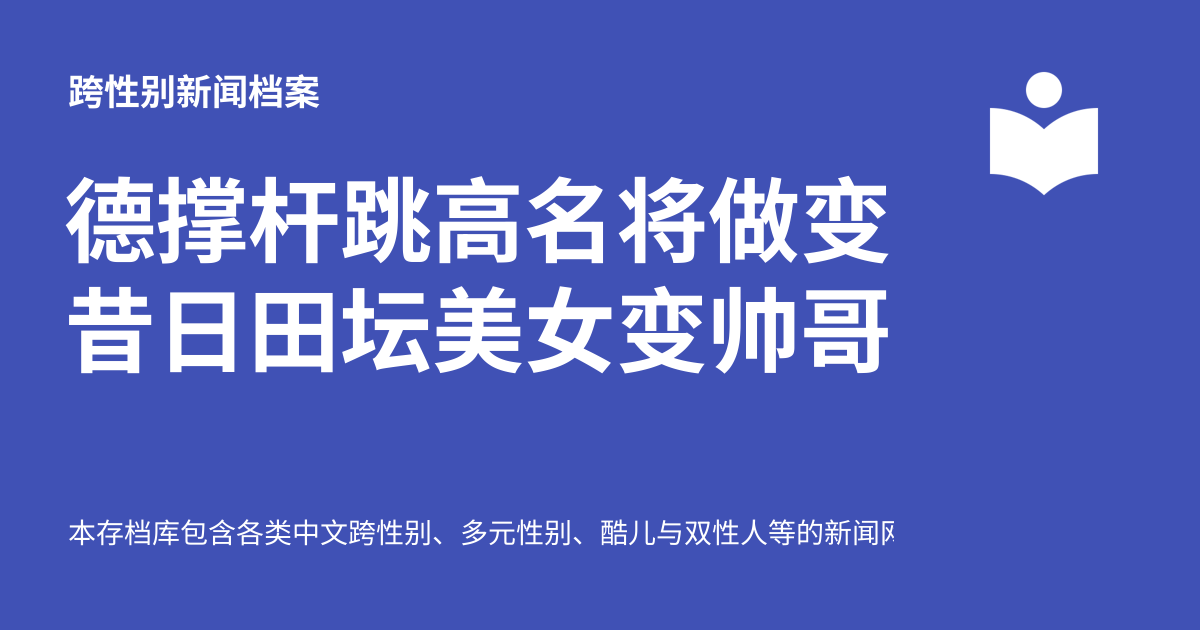 跨性别新闻档案
德撑杆跳高名将做变
昔日田坛美女变帅哥
本存档库包含各类中文跨性别、多元性别、酷儿与双性人等的新闻